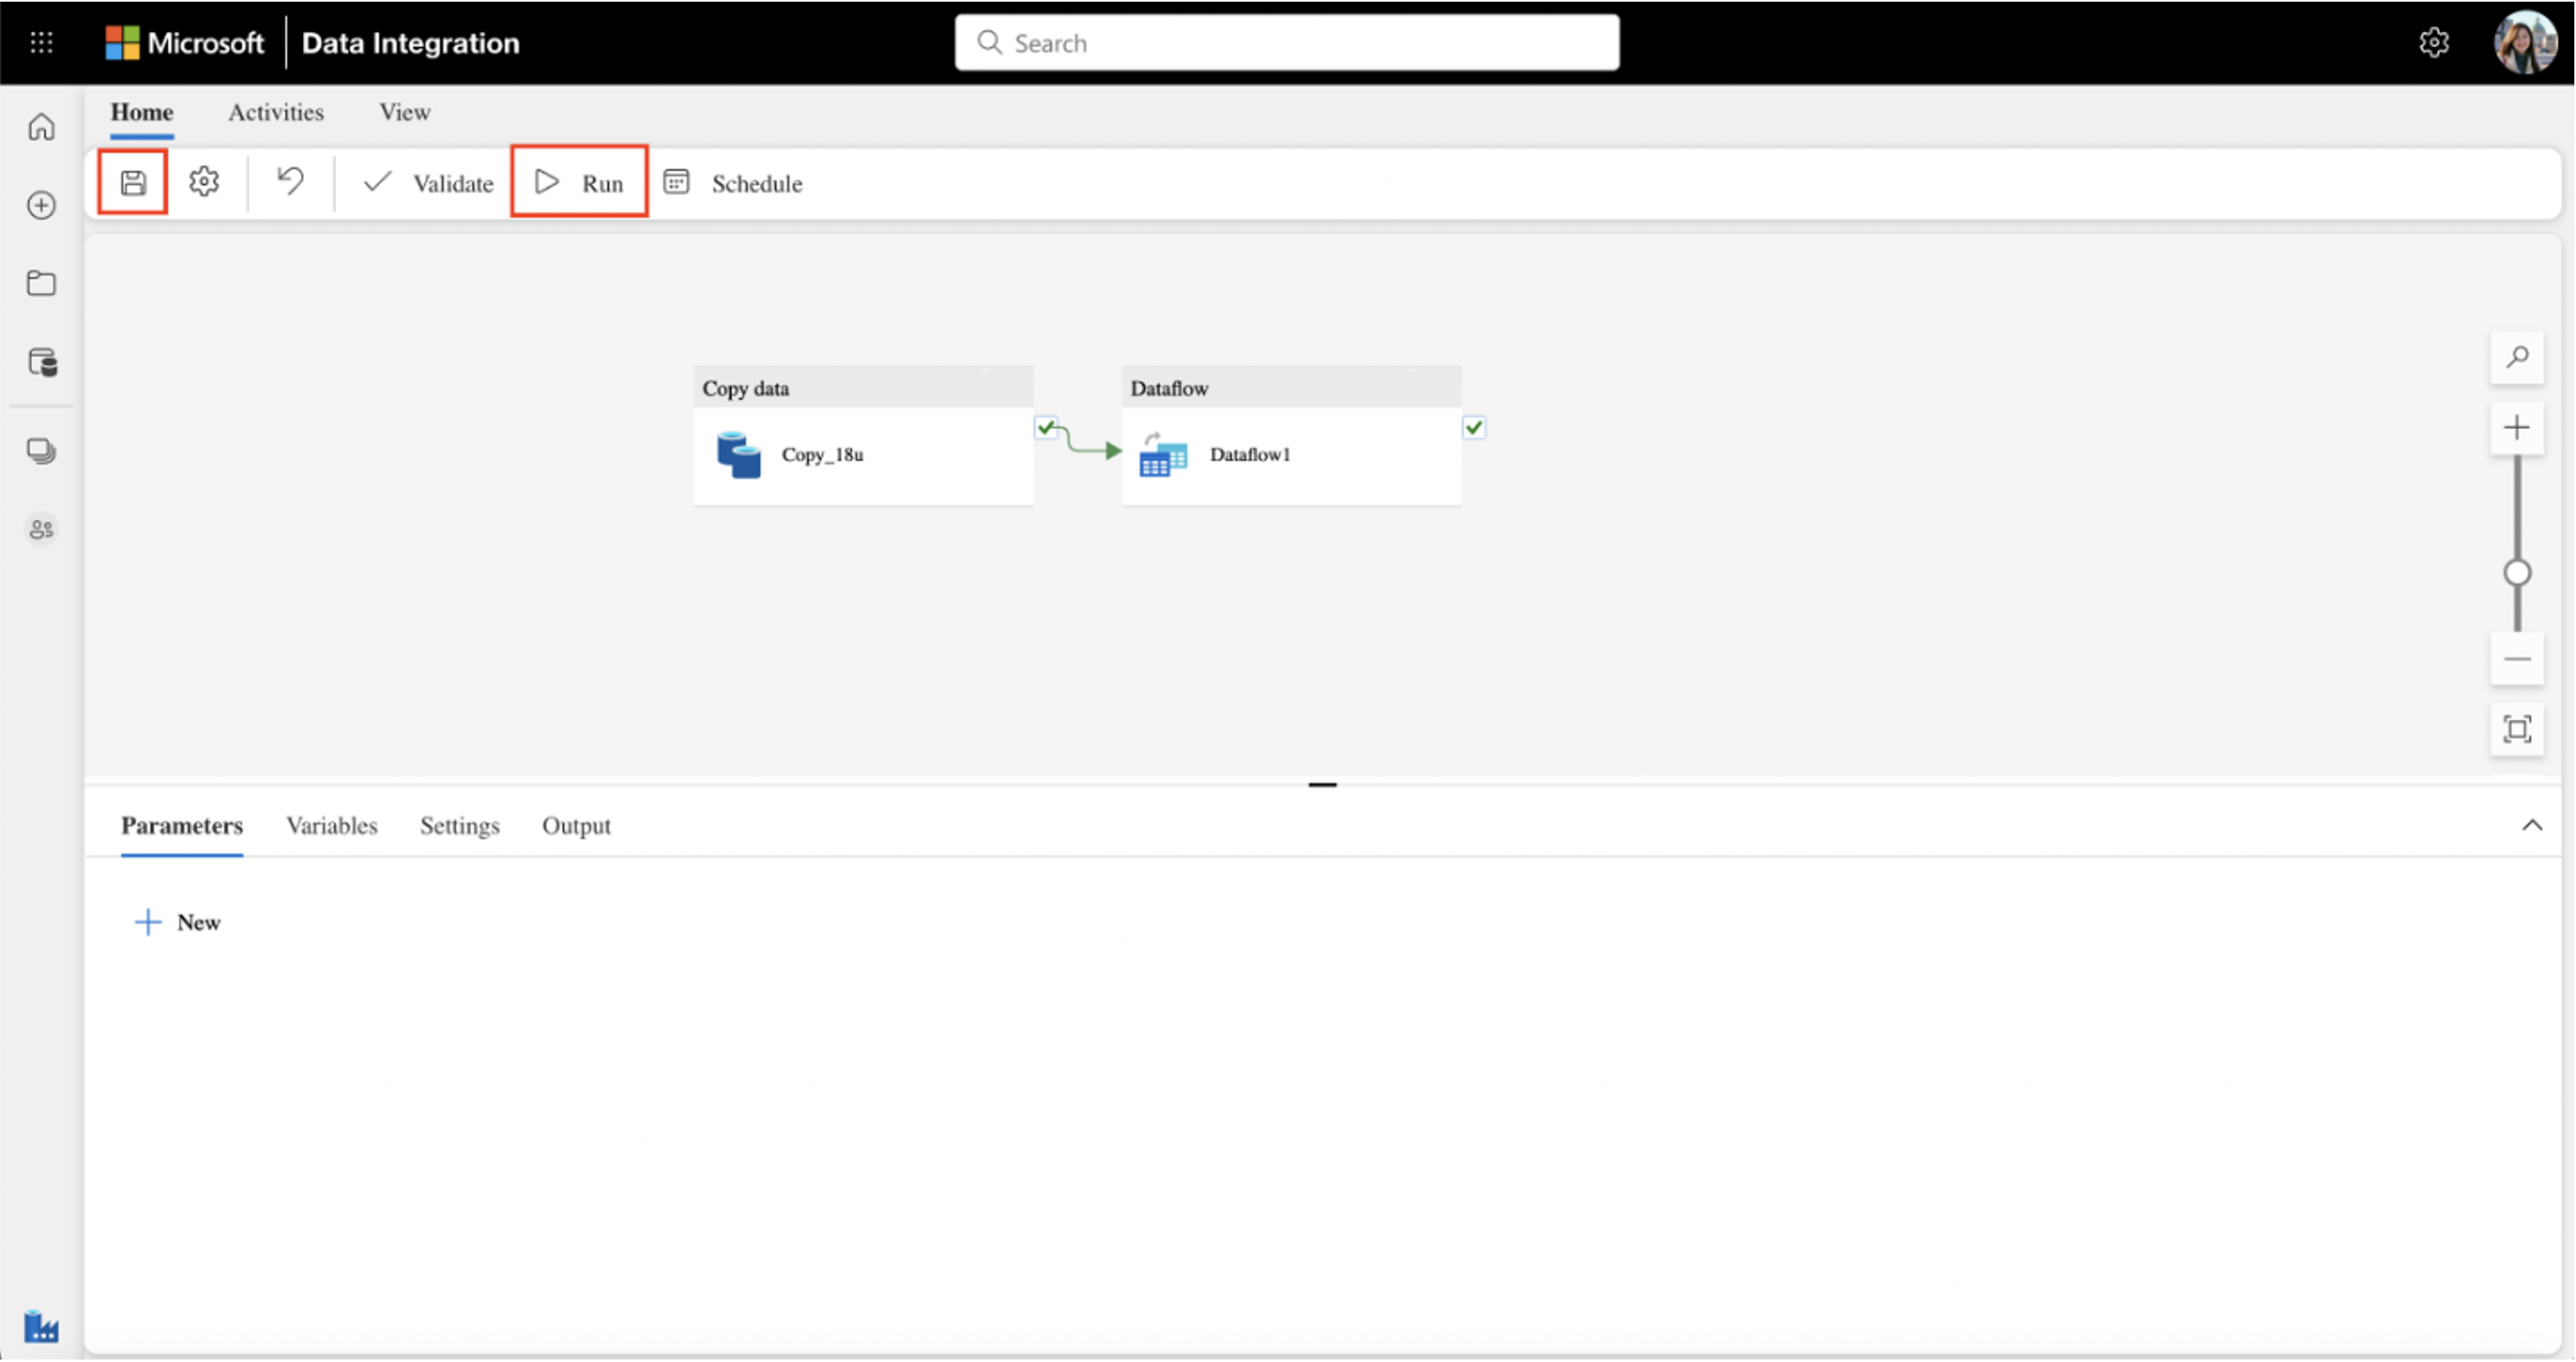 Microsoft Data Integration
Search
Home Activities View
Validate Run Schedule
Copy data Dataflow
Copy_18u Dataflow1
Parameters Variables Settings Output
New